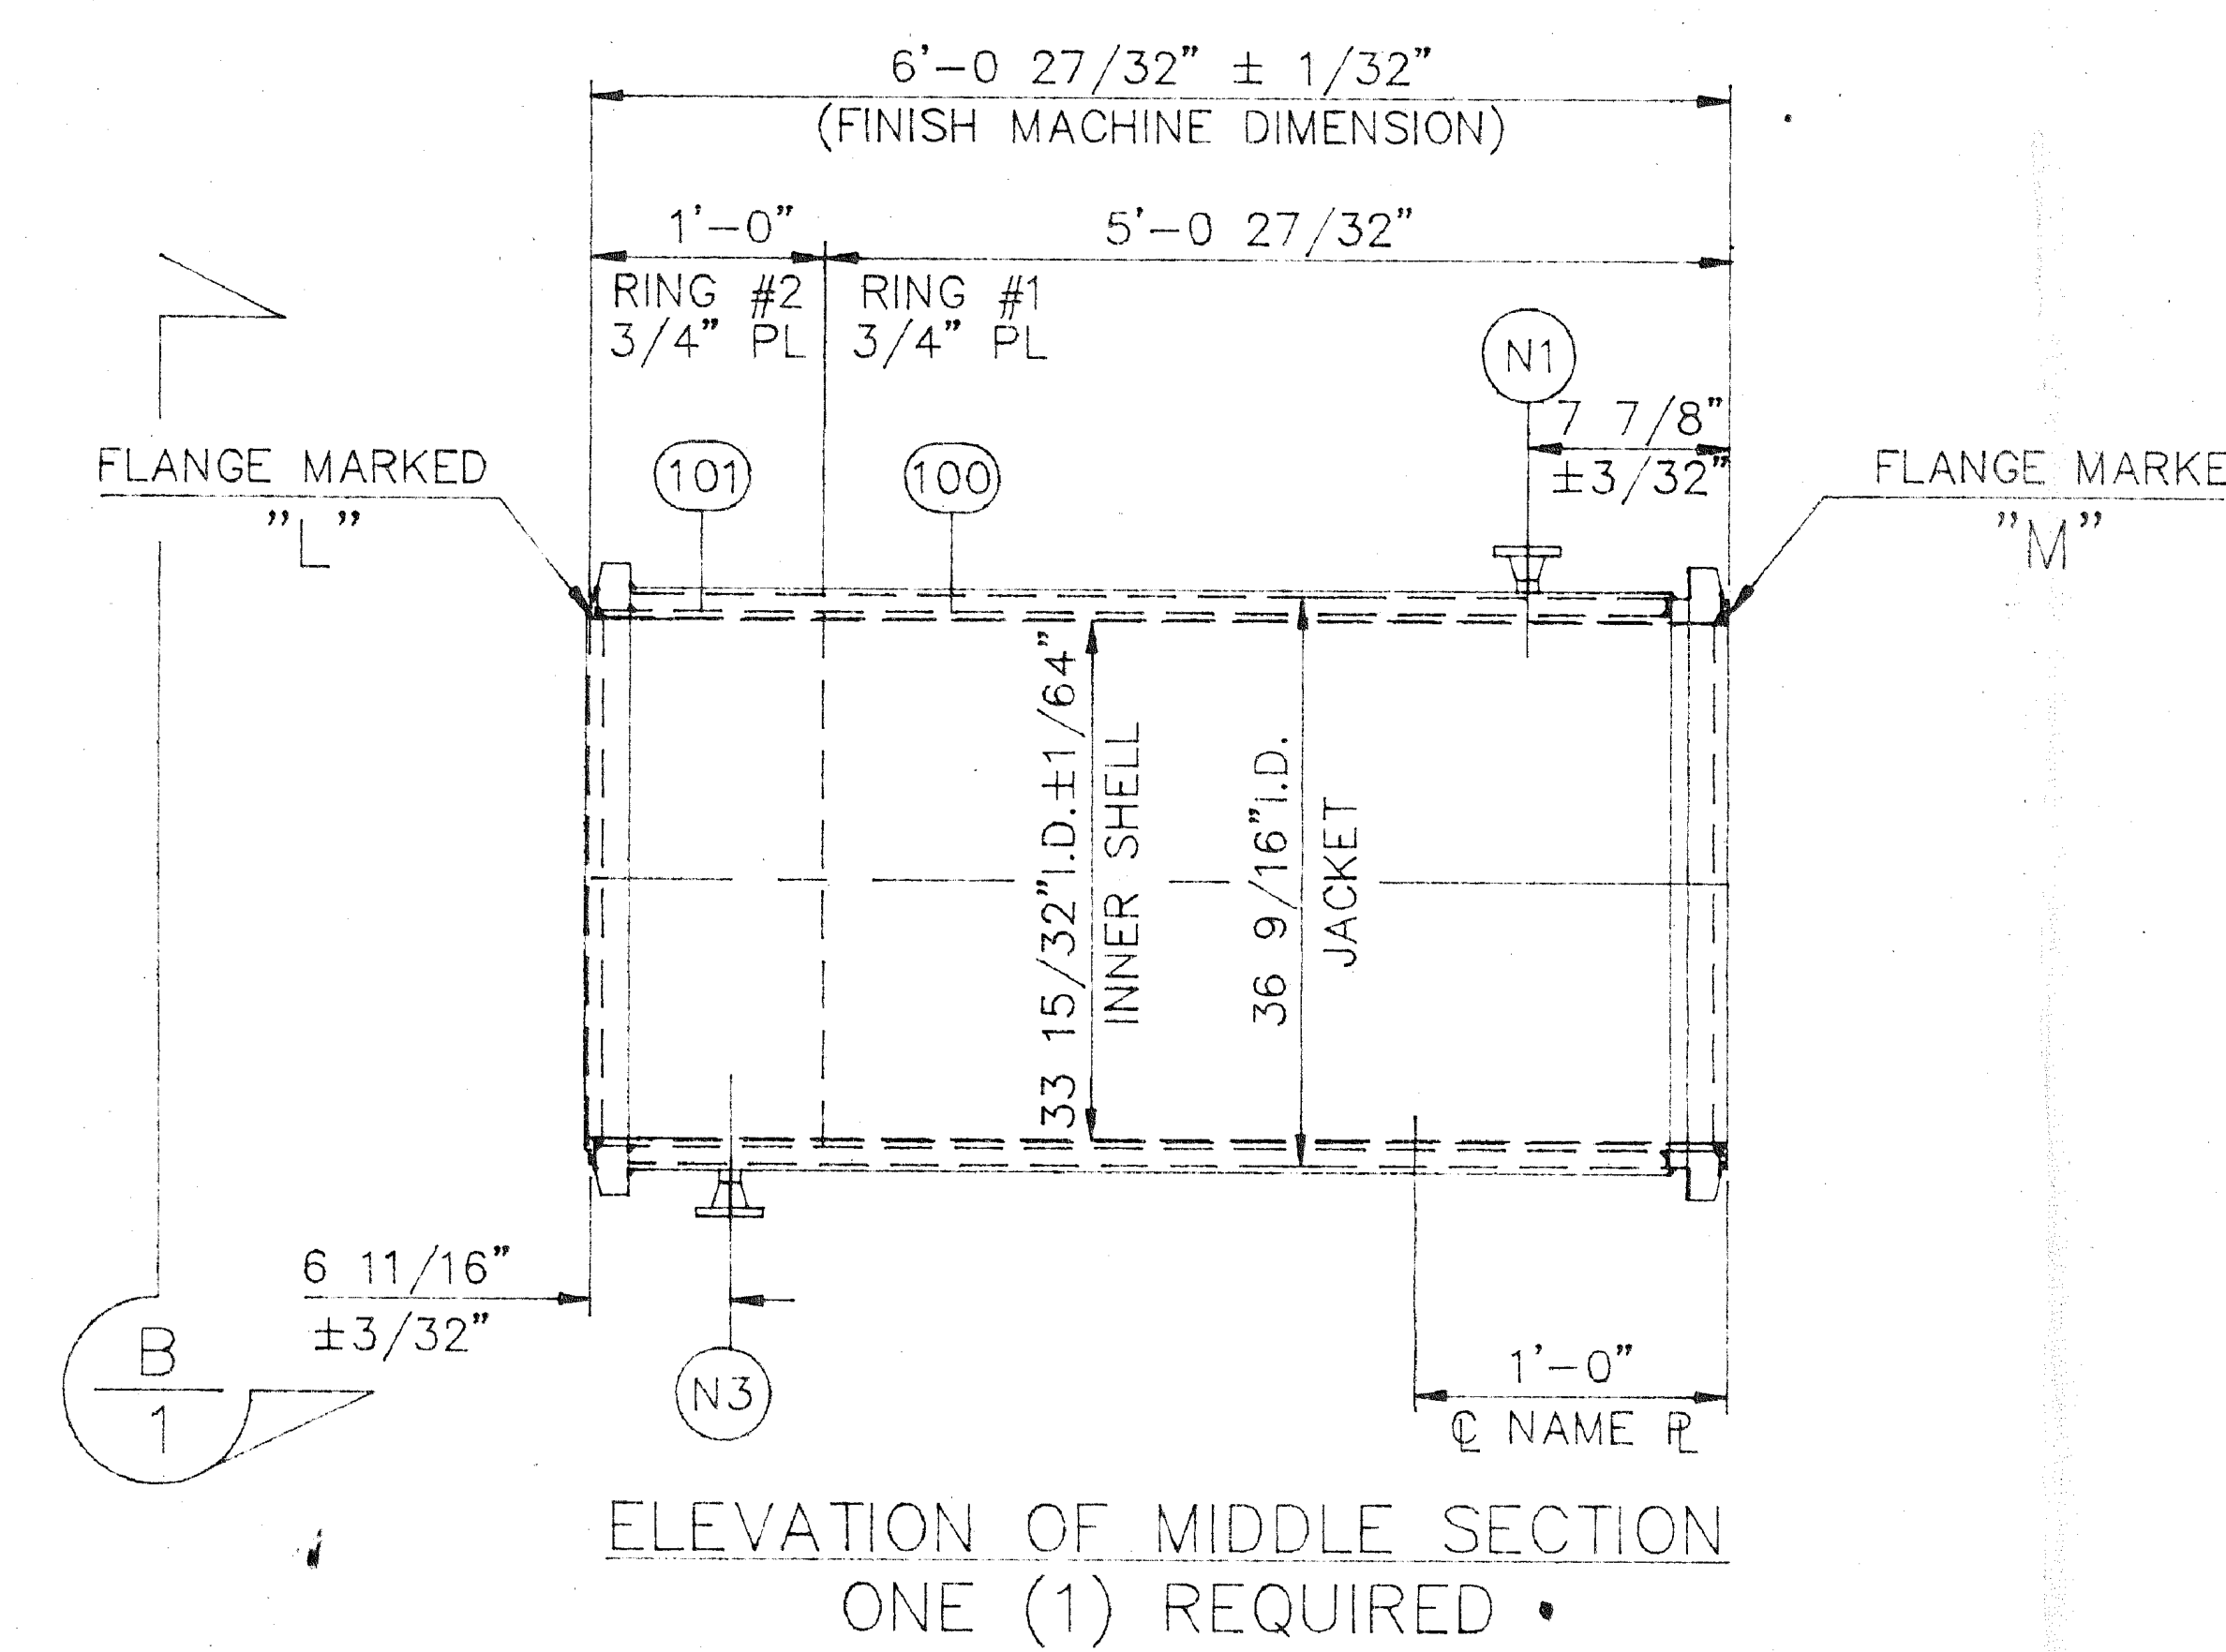 6'-0 27/32" ± 1/32"
(FINISH MACHINE DIMENSION)
1'-0"
5'-0 27/32"
RING #2
3/4" PL
RING #1
3/4" PL
N1
7 7/8"
±3/32"
FLANGE MARKED
"L"
101
100
FLANGE MARKE
"M"
33 15/32"I.D.±1/64"
INNER SHELL
36 9/16"I.D.
JACKET
6 11/16"
±3/32"
B
1
N3
1'-0"
℄ NAME ⅊
ELEVATION OF MIDDLE SECTION
ONE (1) REQUIRED